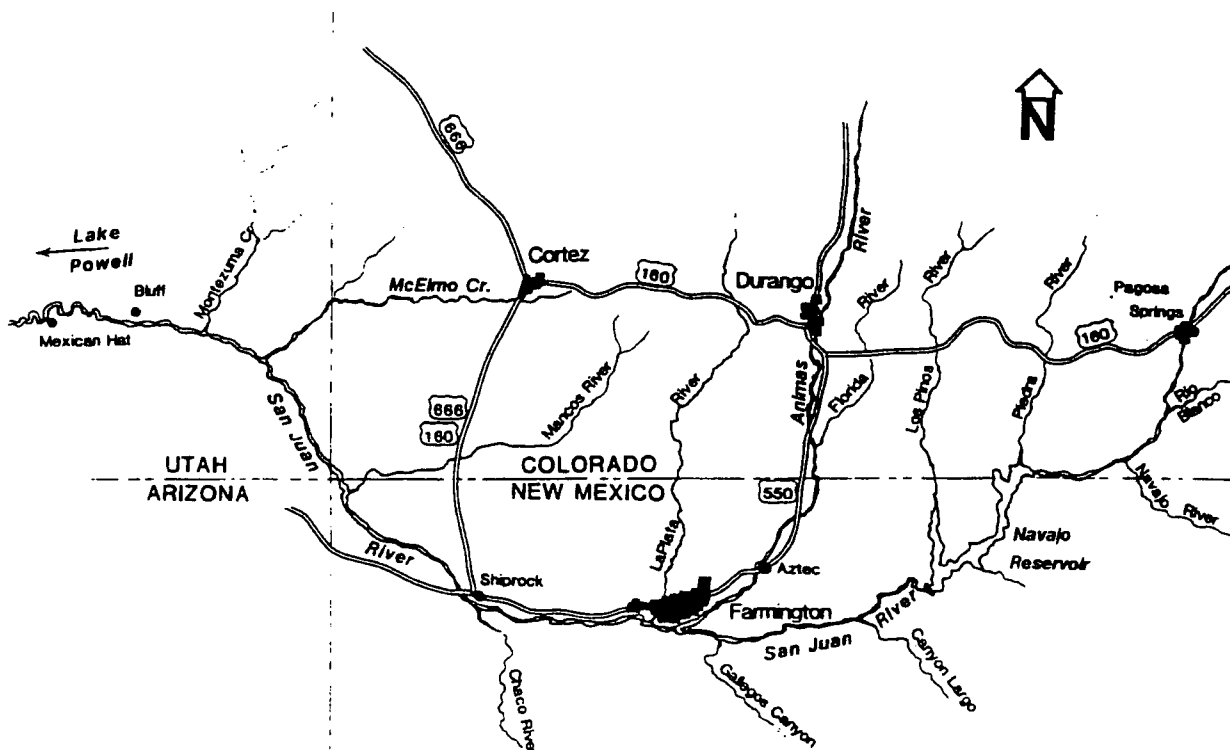 N
666
Lake
Powell
Montezuma Cr.
Bluff
Mexican Hat
McElmo Cr.
Cortez
160
Durango
River
River
River
River
Pagosa
Springs
160
Rio
Blanco
Animas
Florida
Los Pinos
Piedra
River
Mancos River
San Juan
666
160
UTAH
ARIZONA
COLORADO
NEW MEXICO
550
Navajo
River
Navajo
Reservoir
LaPlata
River
Shiprock
Aztec
Farmington
San Juan
River
Canyon Largo
Gallegos Canyon
Chaco River